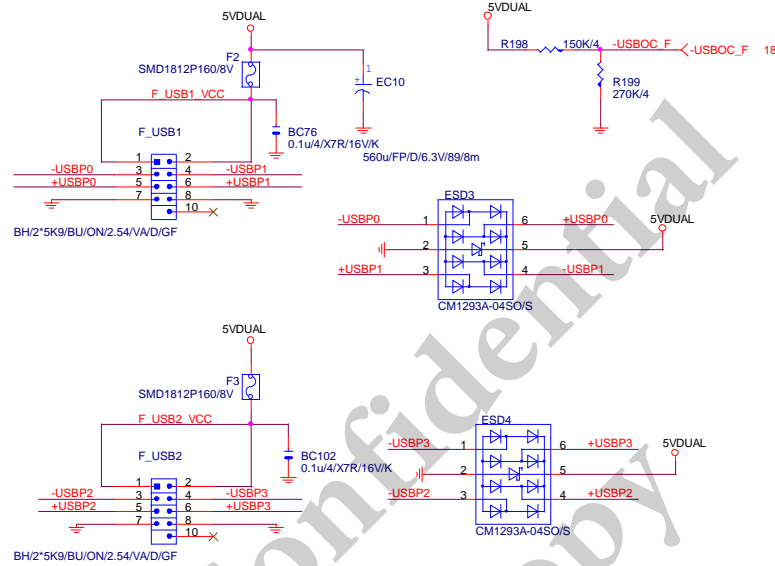 5VDUAL
F2
SMD1812P160/8V
F_USB1_VCC
1
+
EC10
F_USB1
BC76
0.1u/4/X7R/16V/K
560u/FP/D/6.3V/89/8m
1 2
-USBP0 3 4 -USBP1
+USBP0 5 6 +USBP1
7 8
10
BH/2*5K9/BU/ON/2.54/VA/D/GF
5VDUAL
R198 150K/4 -USBOC_F -USBOC_F 18
R199
270K/4
ESD3
-USBP0 1 6 +USBP0
5VDUAL
2 5
+USBP1 3 4 -USBP1
CM1293A-04SO/S
5VDUAL
F3
SMD1812P160/8V
F_USB2_VCC
F_USB2
BC102
0.1u/4/X7R/16V/K
1 2
-USBP2 3 4 -USBP3
+USBP2 5 6 +USBP3
7 8
10
BH/2*5K9/BU/ON/2.54/VA/D/GF
ESD4
-USBP3 1 6 +USBP3
5VDUAL
2 5
-USBP2 3 4 +USBP2
CM1293A-04SO/S
Confidential
Copy